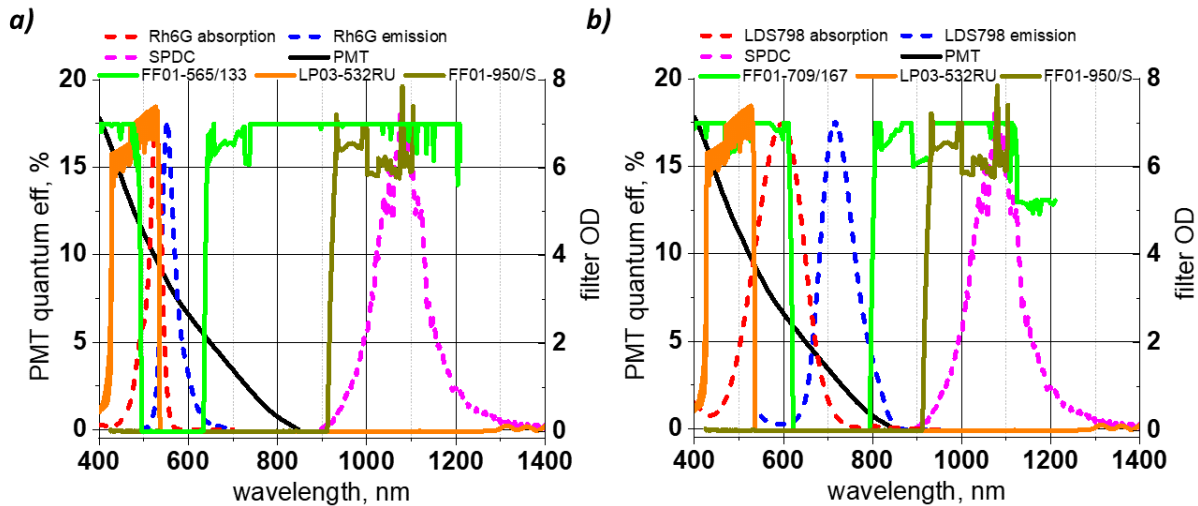 a)
Rh6G absorption Rh6G emission
SPDC PMT
FF01-565/133 LP03-532RU FF01-950/S
20
15
10
5
0
PMT quantum eff, %
8
6
4
2
0
filter OD
400 600 800 1000 1200 1400
wavelength, nm
b)
LDS798 absorption LDS798 emission
SPDC PMT
FF01-709/167 LP03-532RU FF01-950/S
20
15
10
5
0
PMT quantum eff, %
8
6
4
2
0
filter OD
400 600 800 1000 1200 1400
wavelength, nm